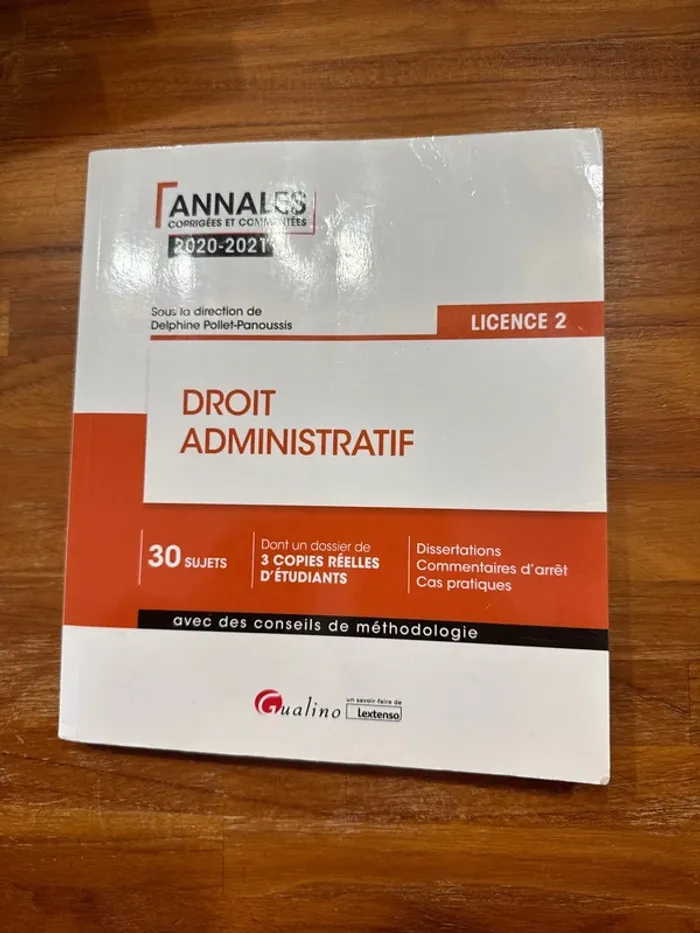 ANNALES
CORRIGÉES ET COMMENTÉES
2020-2021
Sous la direction de
Delphine Pollet-Panoussis
LICENCE 2
DROIT
ADMINISTRATIF
30 SUJETS
Dont un dossier de
3 COPIES RÉELLES
D'ÉTUDIANTS
Dissertations
Commentaires d'arrêt
Cas pratiques
avec des conseils de méthodologie
Gualino
un savoir-faire de
Lextenso